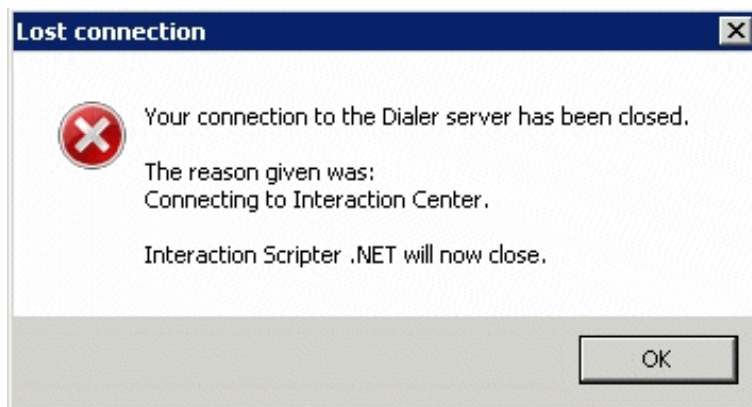 Lost connection
Your connection to the Dialer server has been closed.
The reason given was:
Connecting to Interaction Center.
Interaction Scripter .NET will now close.
OK